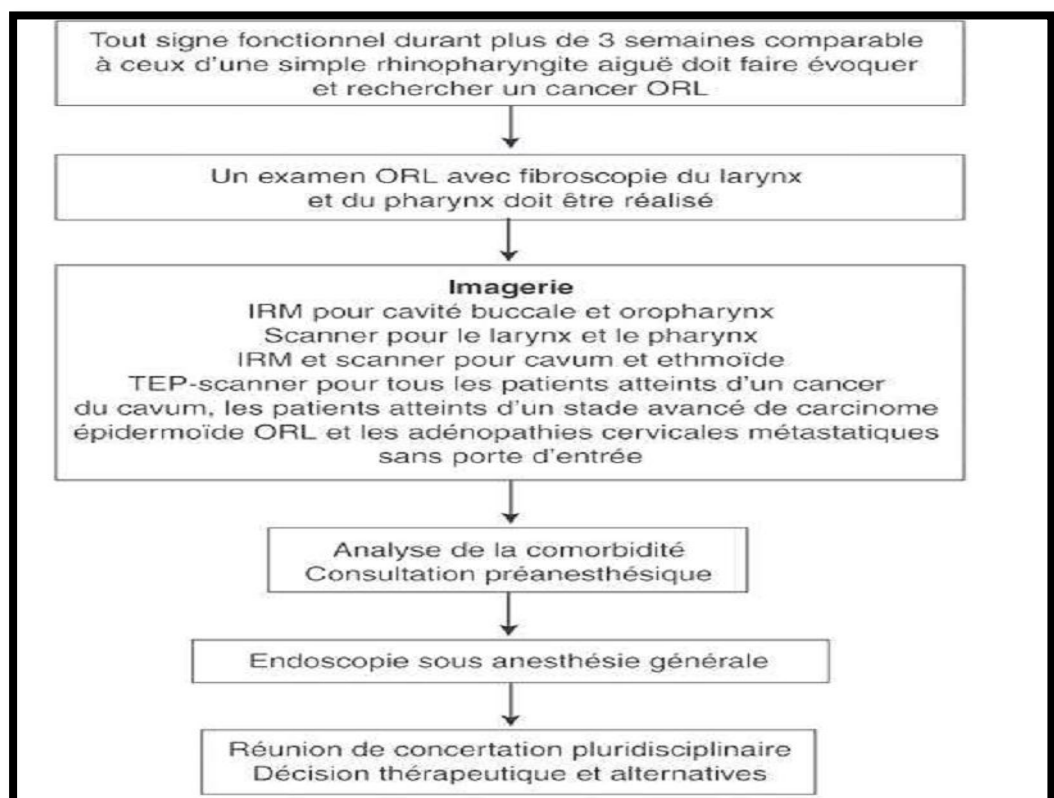 Tout signe fonctionnel durant plus de 3 semaines comparable
à ceux d'une simple rhinopharyngite aiguë doit faire évoquer
et rechercher un cancer ORL
Un examen ORL avec fibroscopie du larynx
et du pharynx doit être réalisé
Imagerie
IRM pour cavité buccale et oropharynx
Scanner pour le larynx et le pharynx
IRM et scanner pour cavum et ethmoïde
TEP-scanner pour tous les patients atteints d'un cancer
du cavum, les patients atteints d'un stade avancé de carcinome
épidermoïde ORL et les adénopathies cervicales métastatiques
sans porte d'entrée
Analyse de la comorbidité
Consultation préanesthésique
Endoscopie sous anesthésie générale
Réunion de concertation pluridisciplinaire
Décision thérapeutique et alternatives